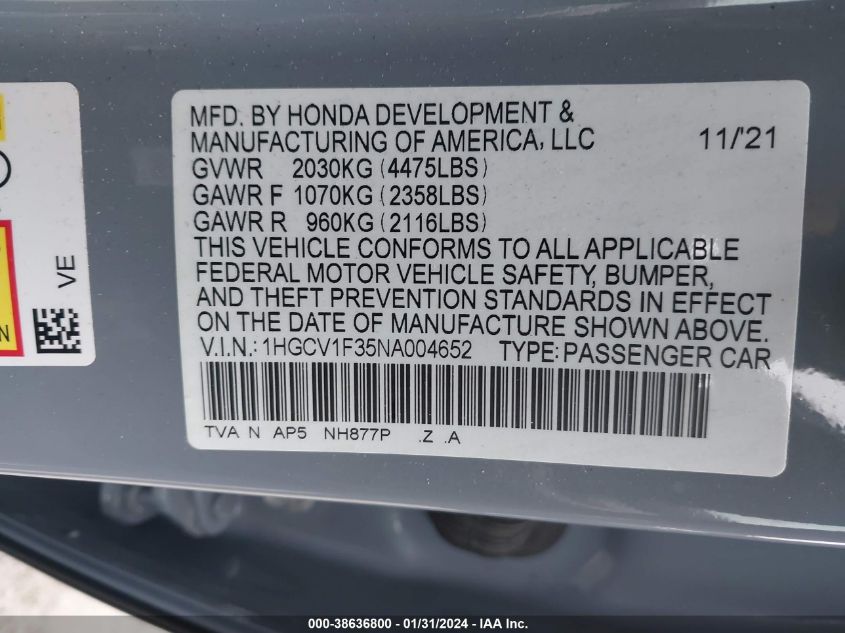 MFD. BY HONDA DEVELOPMENT &
MANUFACTURING OF AMERICA, LLC 11/'21
GVWR 2030KG (4475LBS)
GAWR F 1070KG (2358LBS)
GAWR R 960KG (2116LBS)
THIS VEHICLE CONFORMS TO ALL APPLICABLE
FEDERAL MOTOR VEHICLE SAFETY, BUMPER,
AND THEFT PREVENTION STANDARDS IN EFFECT
ON THE DATE OF MANUFACTURE SHOWN ABOVE.
V.I.N.: 1HGCV1F35NA004652 TYPE: PASSENGER CAR
TVA N AP5 NH877P .Z .A
VE
N
000-38636800 - 01/31/2024 - IAA Inc.